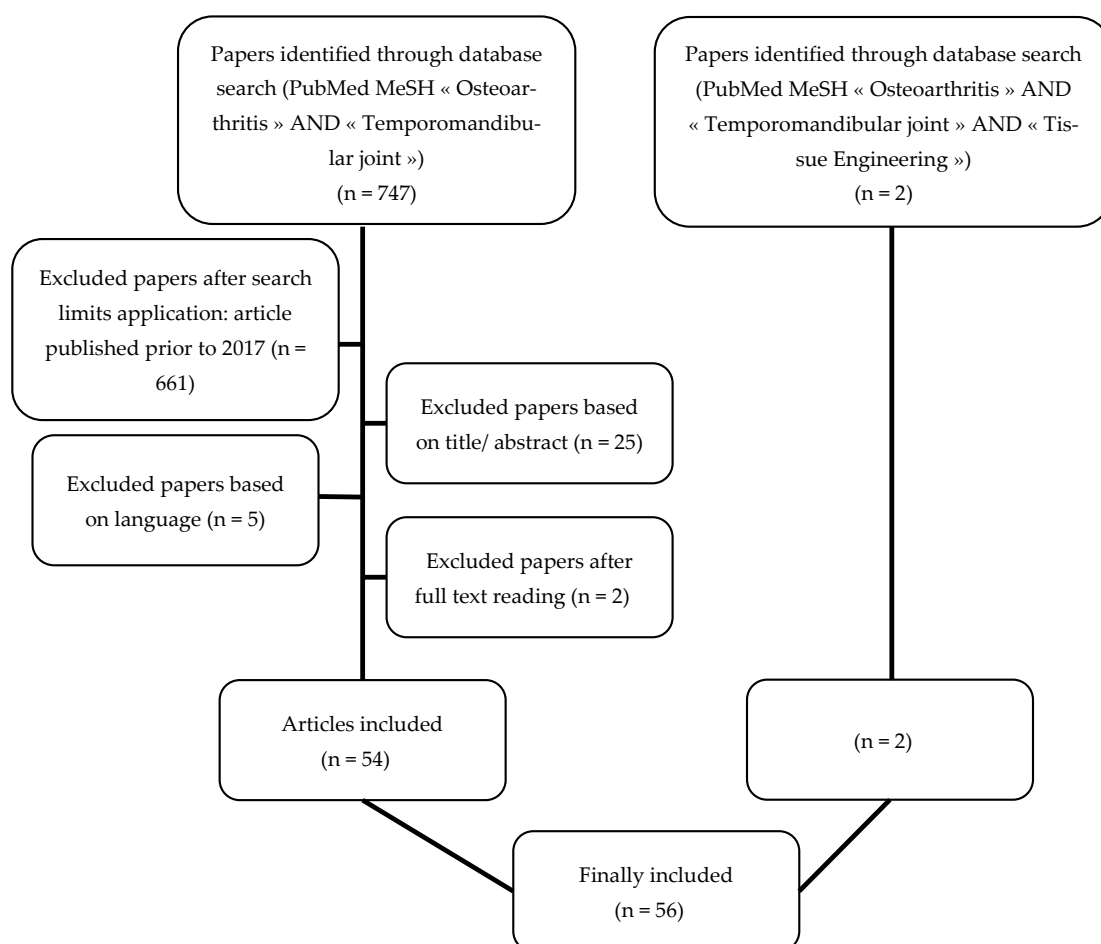 Papers identified through database
search (PubMed MeSH « Osteoar-
thritis » AND « Temporomandibu-
lar joint »)
(n = 747)
Papers identified through database search
(PubMed MeSH « Osteoarthritis » AND
« Temporomandibular joint » AND « Tis-
sue Engineering »)
(n = 2)
Excluded papers after search
limits application: article
published prior to 2017 (n =
661)
Excluded papers based
on title/ abstract (n = 25)
Excluded papers based
on language (n = 5)
Excluded papers after
full text reading (n = 2)
Articles included
(n = 54)
(n = 2)
Finally included
(n = 56)